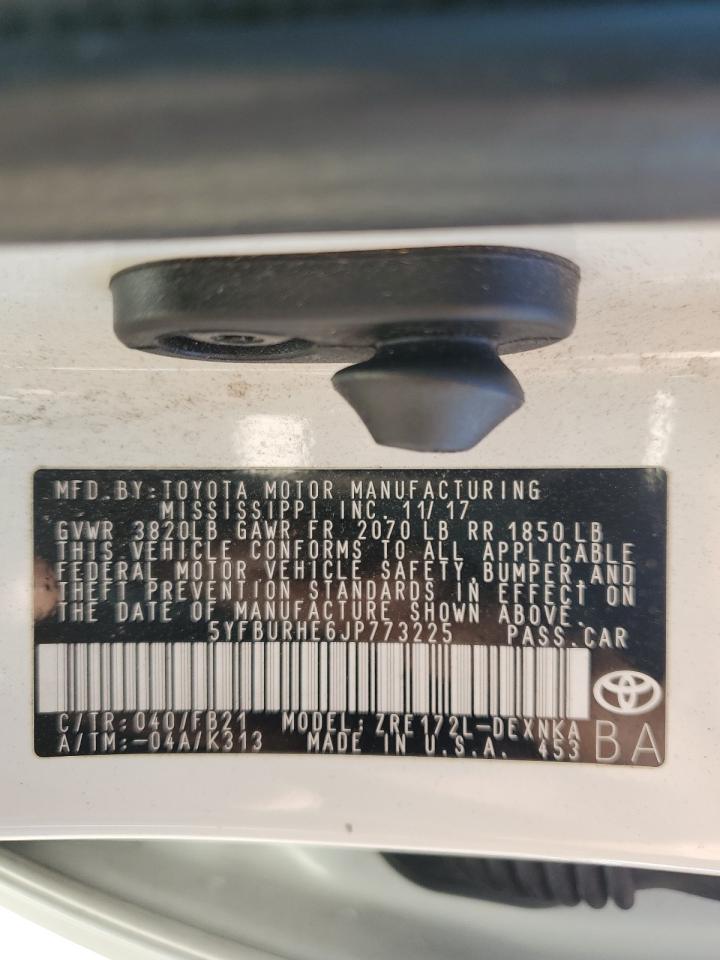 MFD. BY: TOYOTA MOTOR MANUFACTURING
MISSISSIPPI INC. 11/17
GVWR 3820LB GAWR FR 2070 LB RR 1850 LB
THIS VEHICLE CONFORMS TO ALL APPLICABLE
FEDERAL MOTOR VEHICLE SAFETY, BUMPER, AND
THEFT PREVENTION STANDARDS IN EFFECT ON
THE DATE OF MANUFACTURE SHOWN ABOVE.
5YFBURHE6JP773225 PASS. CAR
C/TR: 040/FB21 MODEL: ZRE172L-DEXNKA
A/TM: -04A/K313 MADE IN U.S.A. 453 BA